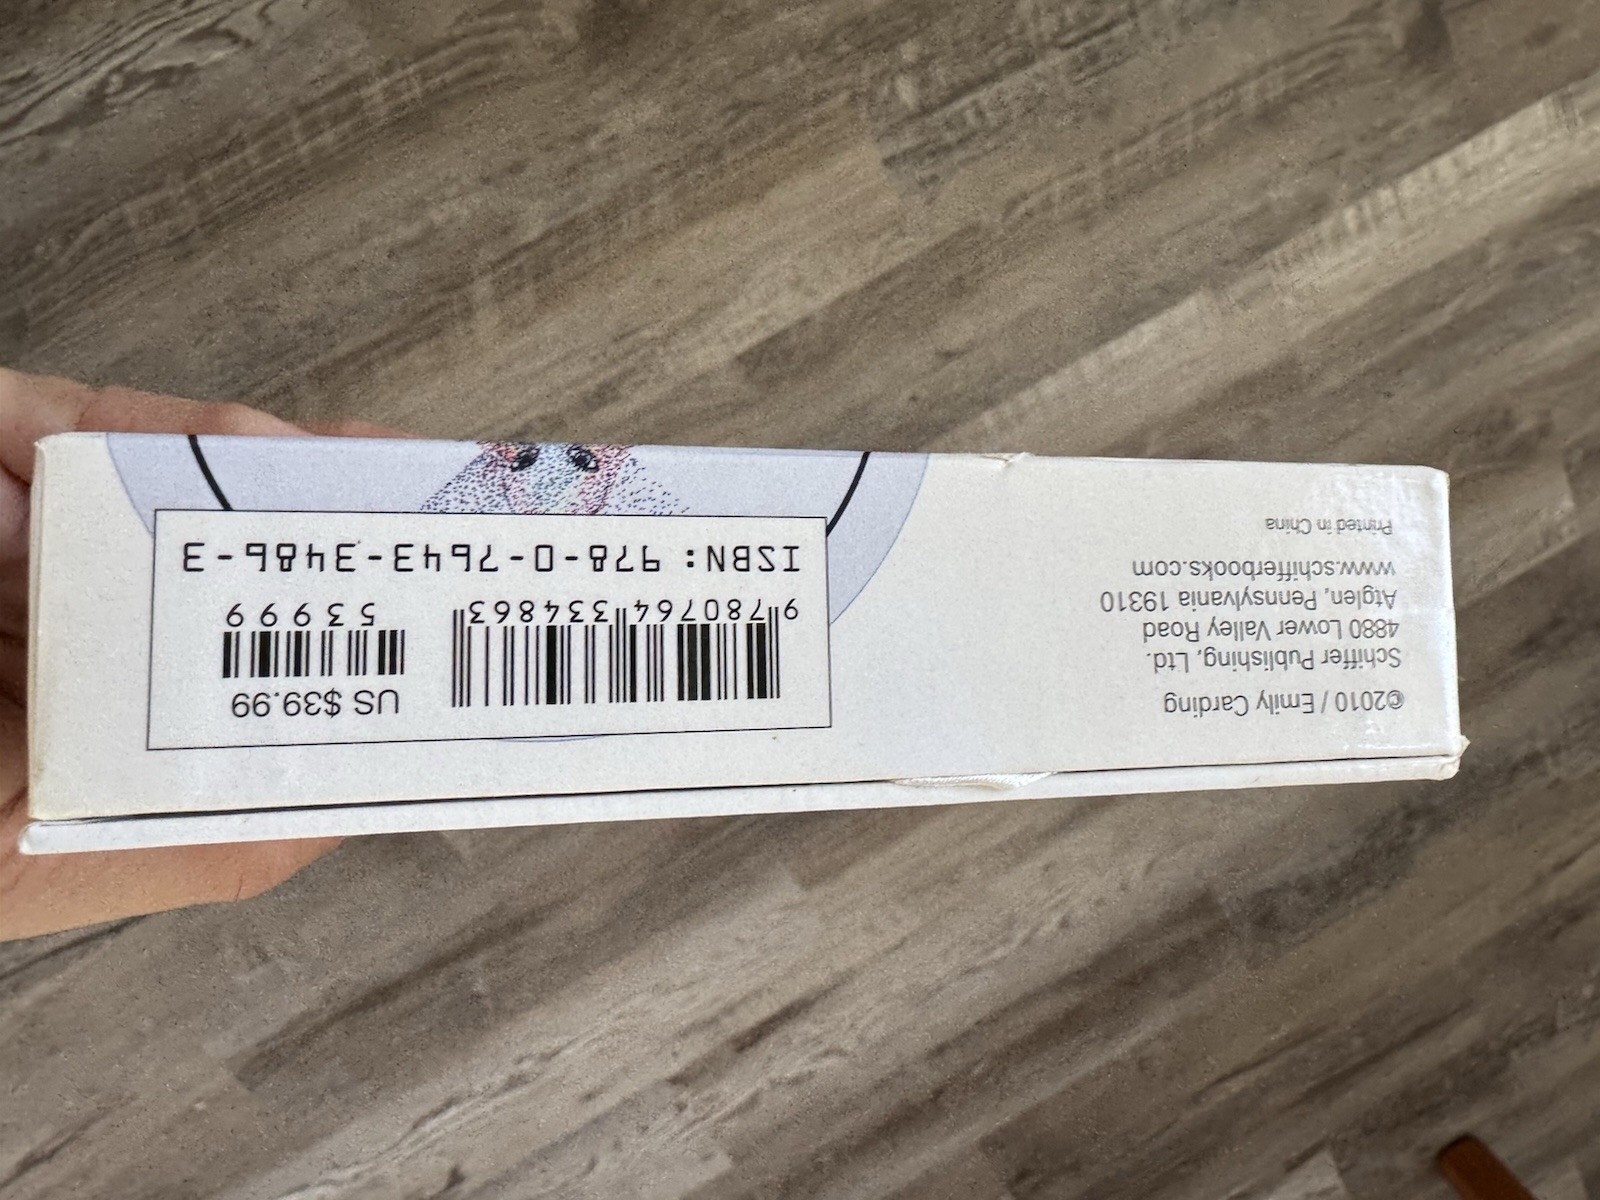 ©2010 / Emily Carding
Schiffer Publishing, Ltd.
4880 Lower Valley Road
Atglen, Pennsylvania 19310
www.schifferbooks.com
Printed in China
US $39.99
9 780764 334863
5 3 9 9 9
ISBN: 978-0-7643-3486-3